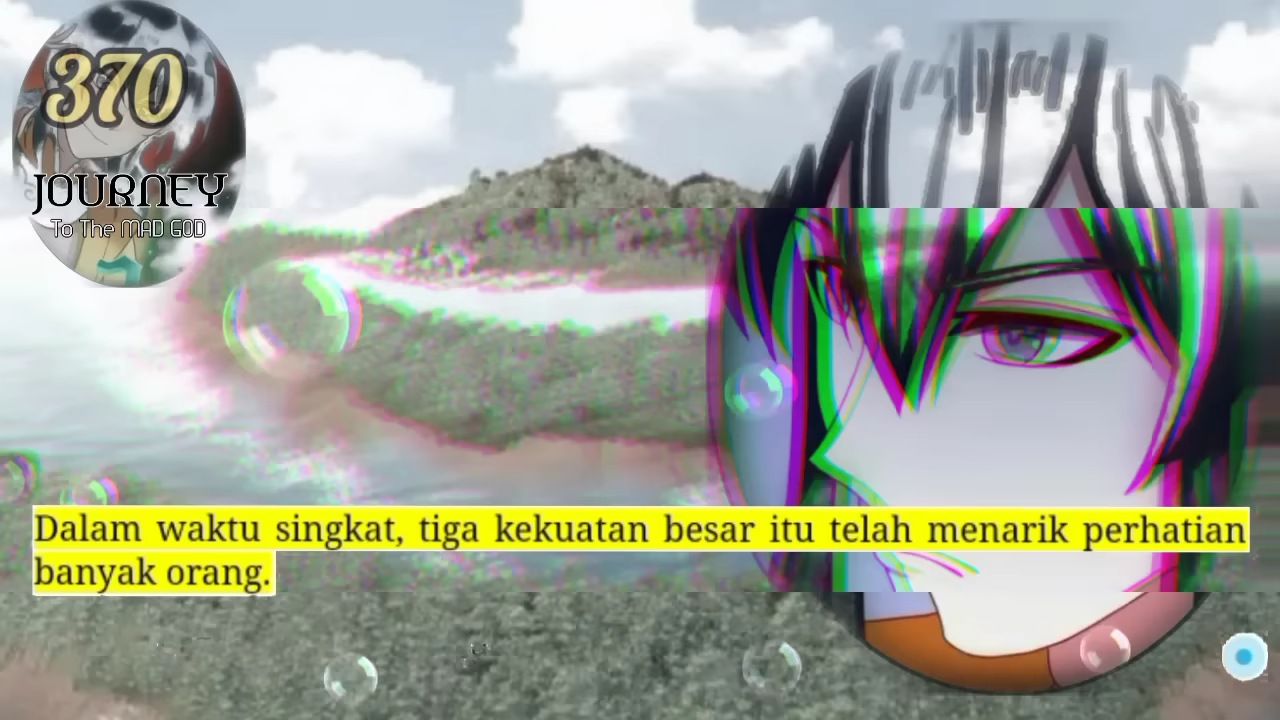 370
JOURNEY
To The MAD GOD
Dalam waktu singkat, tiga kekuatan besar itu telah menarik perhatian
banyak orang.